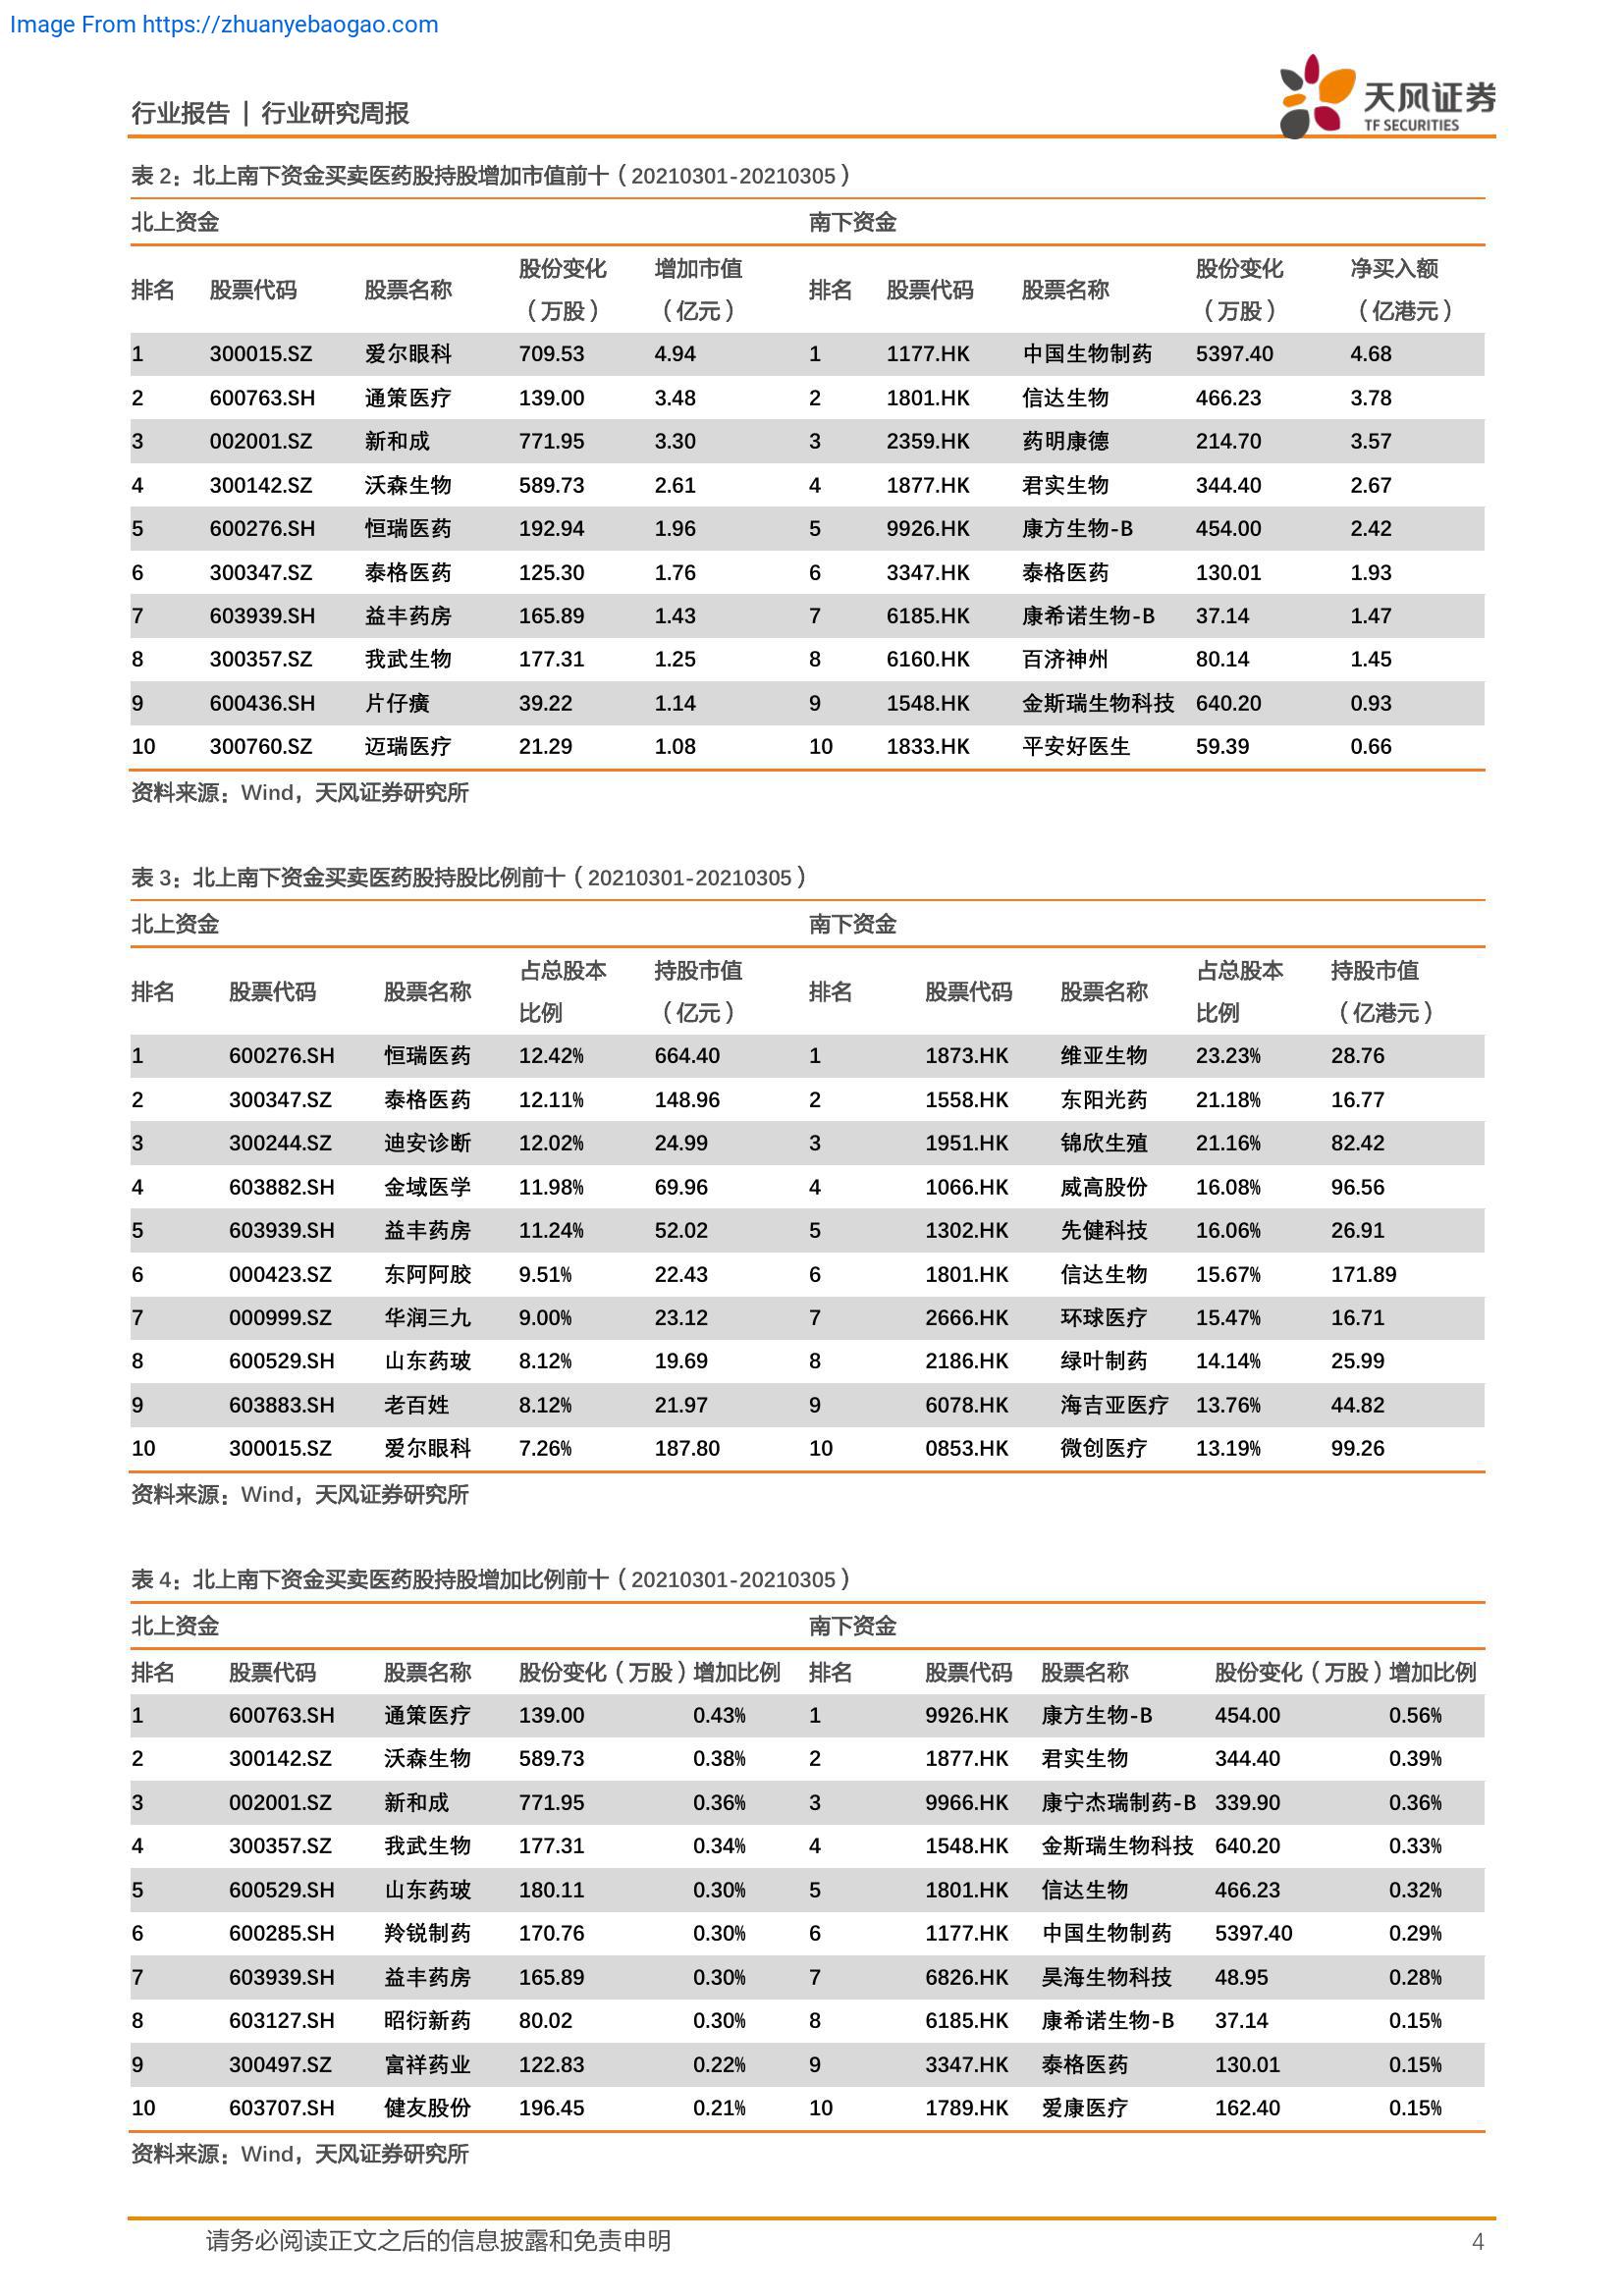 Image From https://zhuanyebaogao.com
行业报告 | 行业研究周报
天风证券
TF SECURITIES
表 2：北上南下资金买卖医药股持股增加市值前十（20210301-20210305）
北上资金 南下资金
排名 股票代码 股票名称 股份变化（万股） 增加市值（亿元） 排名 股票代码 股票名称 股份变化（万股） 净买入额（亿港元）
1 300015.SZ 爱尔眼科 709.53 4.94 1 1177.HK 中国生物制药 5397.40 4.68
2 600763.SH 通策医疗 139.00 3.48 2 1801.HK 信达生物 466.23 3.78
3 002001.SZ 新和成 771.95 3.30 3 2359.HK 药明康德 214.70 3.57
4 300142.SZ 沃森生物 589.73 2.61 4 1877.HK 君实生物 344.40 2.67
5 600276.SH 恒瑞医药 192.94 1.96 5 9926.HK 康方生物-B 454.00 2.42
6 300347.SZ 泰格医药 125.30 1.76 6 3347.HK 泰格医药 130.01 1.93
7 603939.SH 益丰药房 165.89 1.43 7 6185.HK 康希诺生物-B 37.14 1.47
8 300357.SZ 我武生物 177.31 1.25 8 6160.HK 百济神州 80.14 1.45
9 600436.SH 片仔癀 39.22 1.14 9 1548.HK 金斯瑞生物科技 640.20 0.93
10 300760.SZ 迈瑞医疗 21.29 1.08 10 1833.HK 平安好医生 59.39 0.66
资料来源：Wind，天风证券研究所
表 3：北上南下资金买卖医药股持股比例前十（20210301-20210305）
北上资金 南下资金
排名 股票代码 股票名称 占总股本比例 持股市值（亿元） 排名 股票代码 股票名称 占总股本比例 持股市值（亿港元）
1 600276.SH 恒瑞医药 12.42% 664.40 1 1873.HK 维亚生物 23.23% 28.76
2 300347.SZ 泰格医药 12.11% 148.96 2 1558.HK 东阳光药 21.18% 16.77
3 300244.SZ 迪安诊断 12.02% 24.99 3 1951.HK 锦欣生殖 21.16% 82.42
4 603882.SH 金域医学 11.98% 69.96 4 1066.HK 威高股份 16.08% 96.56
5 603939.SH 益丰药房 11.24% 52.02 5 1302.HK 先健科技 16.06% 26.91
6 000423.SZ 东阿阿胶 9.51% 22.43 6 1801.HK 信达生物 15.67% 171.89
7 000999.SZ 华润三九 9.00% 23.12 7 2666.HK 环球医疗 15.47% 16.71
8 600529.SH 山东药玻 8.12% 19.69 8 2186.HK 绿叶制药 14.14% 25.99
9 603883.SH 老百姓 8.12% 21.97 9 6078.HK 海吉亚医疗 13.76% 44.82
10 300015.SZ 爱尔眼科 7.26% 187.80 10 0853.HK 微创医疗 13.19% 99.26
资料来源：Wind，天风证券研究所
表 4：北上南下资金买卖医药股持股增加比例前十（20210301-20210305）
北上资金 南下资金
排名 股票代码 股票名称 股份变化（万股）增加比例 排名 股票代码 股票名称 股份变化（万股）增加比例
1 600763.SH 通策医疗 139.00 0.43% 1 9926.HK 康方生物-B 454.00 0.56%
2 300142.SZ 沃森生物 589.73 0.38% 2 1877.HK 君实生物 344.40 0.39%
3 002001.SZ 新和成 771.95 0.36% 3 9966.HK 康宁杰瑞制药-B 339.90 0.36%
4 300357.SZ 我武生物 177.31 0.34% 4 1548.HK 金斯瑞生物科技 640.20 0.33%
5 600529.SH 山东药玻 180.11 0.30% 5 1801.HK 信达生物 466.23 0.32%
6 600285.SH 羚锐制药 170.76 0.30% 6 1177.HK 中国生物制药 5397.40 0.29%
7 603939.SH 益丰药房 165.89 0.30% 7 6826.HK 昊海生物科技 48.95 0.28%
8 603127.SH 昭衍新药 80.02 0.30% 8 6185.HK 康希诺生物-B 37.14 0.15%
9 300497.SZ 富祥药业 122.83 0.22% 9 3347.HK 泰格医药 130.01 0.15%
10 603707.SH 健友股份 196.45 0.21% 10 1789.HK 爱康医疗 162.40 0.15%
资料来源：Wind，天风证券研究所
请务必阅读正文之后的信息披露和免责申明 4